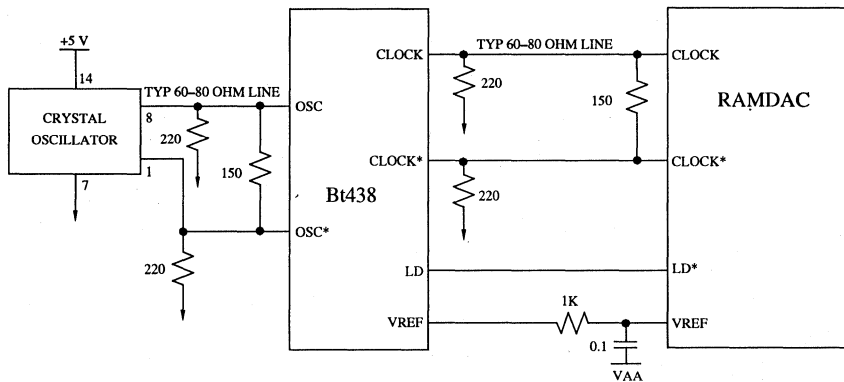 +5 V
14
CRYSTAL
OSCILLATOR
7
8
1
TYP 60–80 OHM LINE
220
150
220
OSC
OSC*
Bt438
CLOCK
CLOCK*
LD
VREF
TYP 60–80 OHM LINE
220
150
220
1K
0.1
VAA
CLOCK
RAMDAC
CLOCK*
LD*
VREF